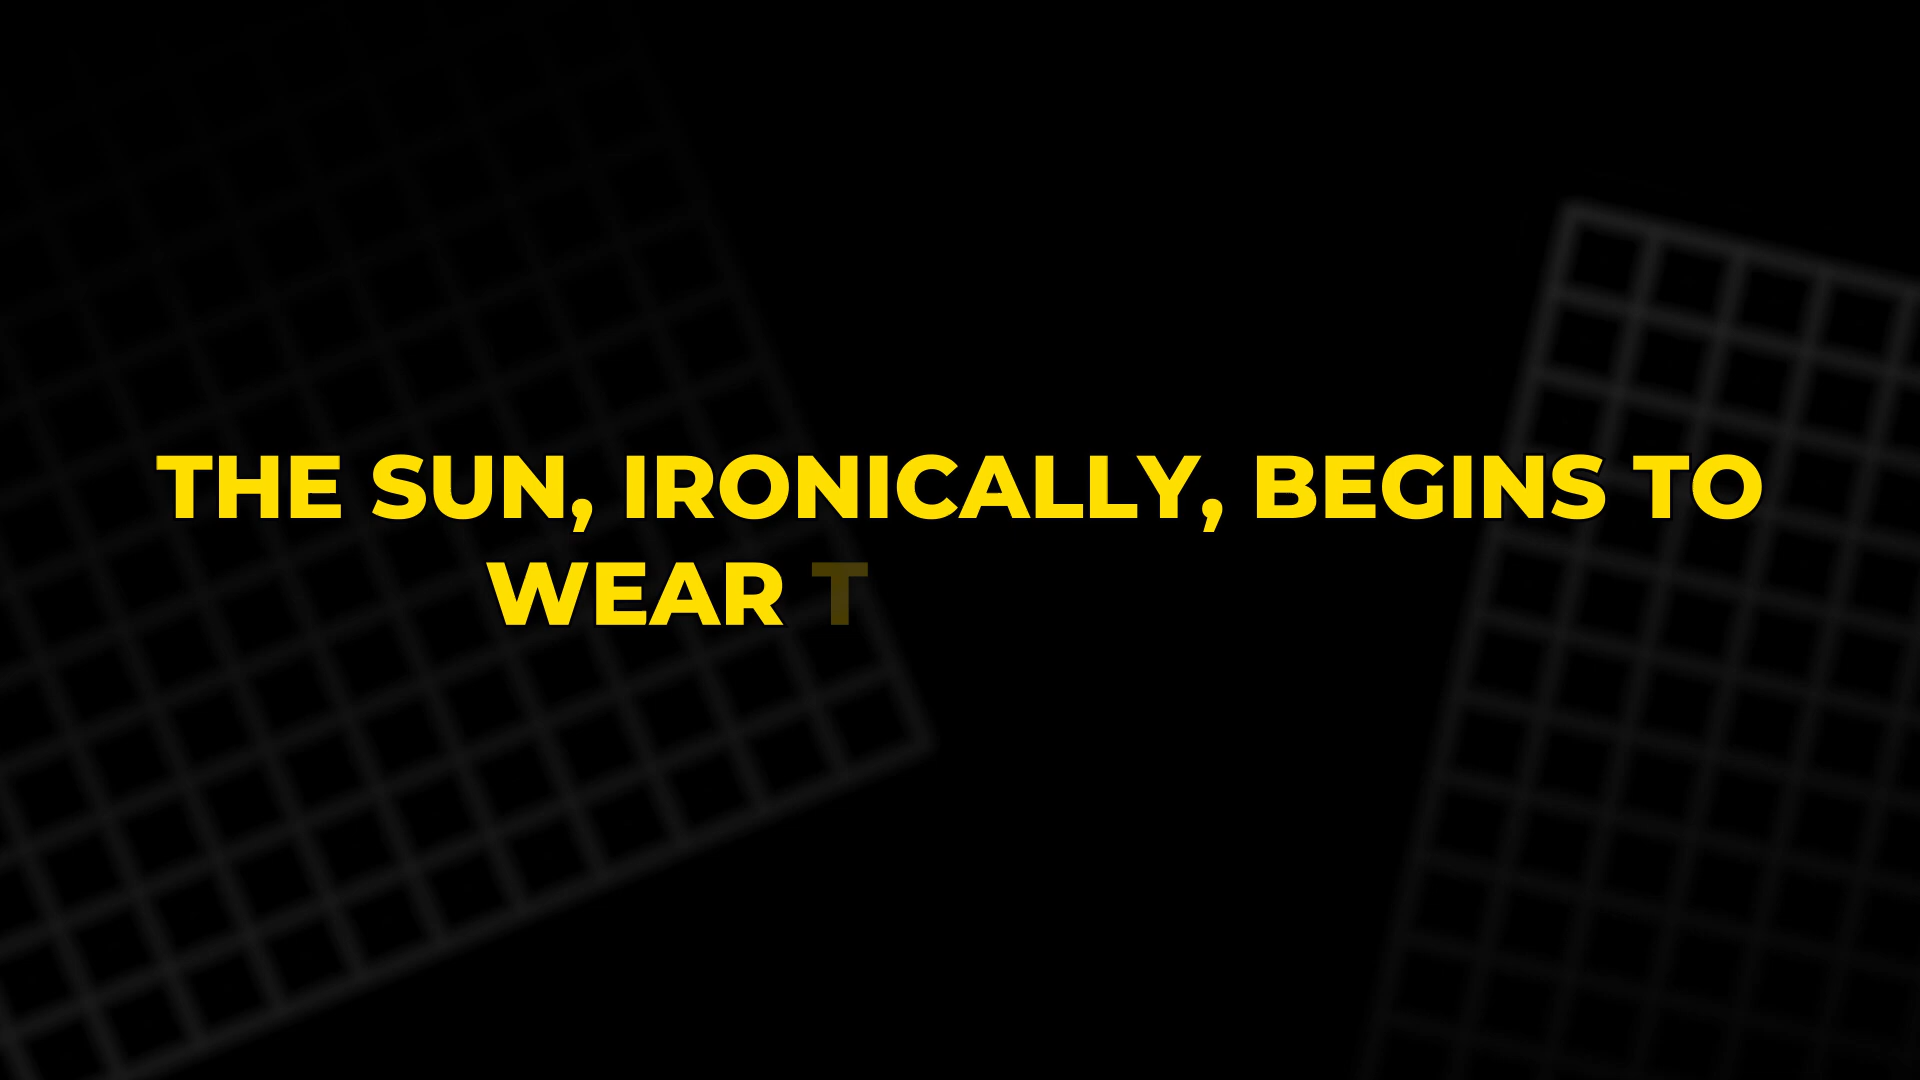 THE SUN, IRONICALLY, BEGINS TO
WEAR T